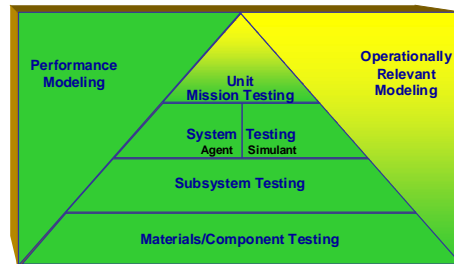 Performance
Modeling
Operationally
Relevant
Modeling
Unit
Mission Testing
System Testing
Agent Simulant
Subsystem Testing
Materials/Component Testing